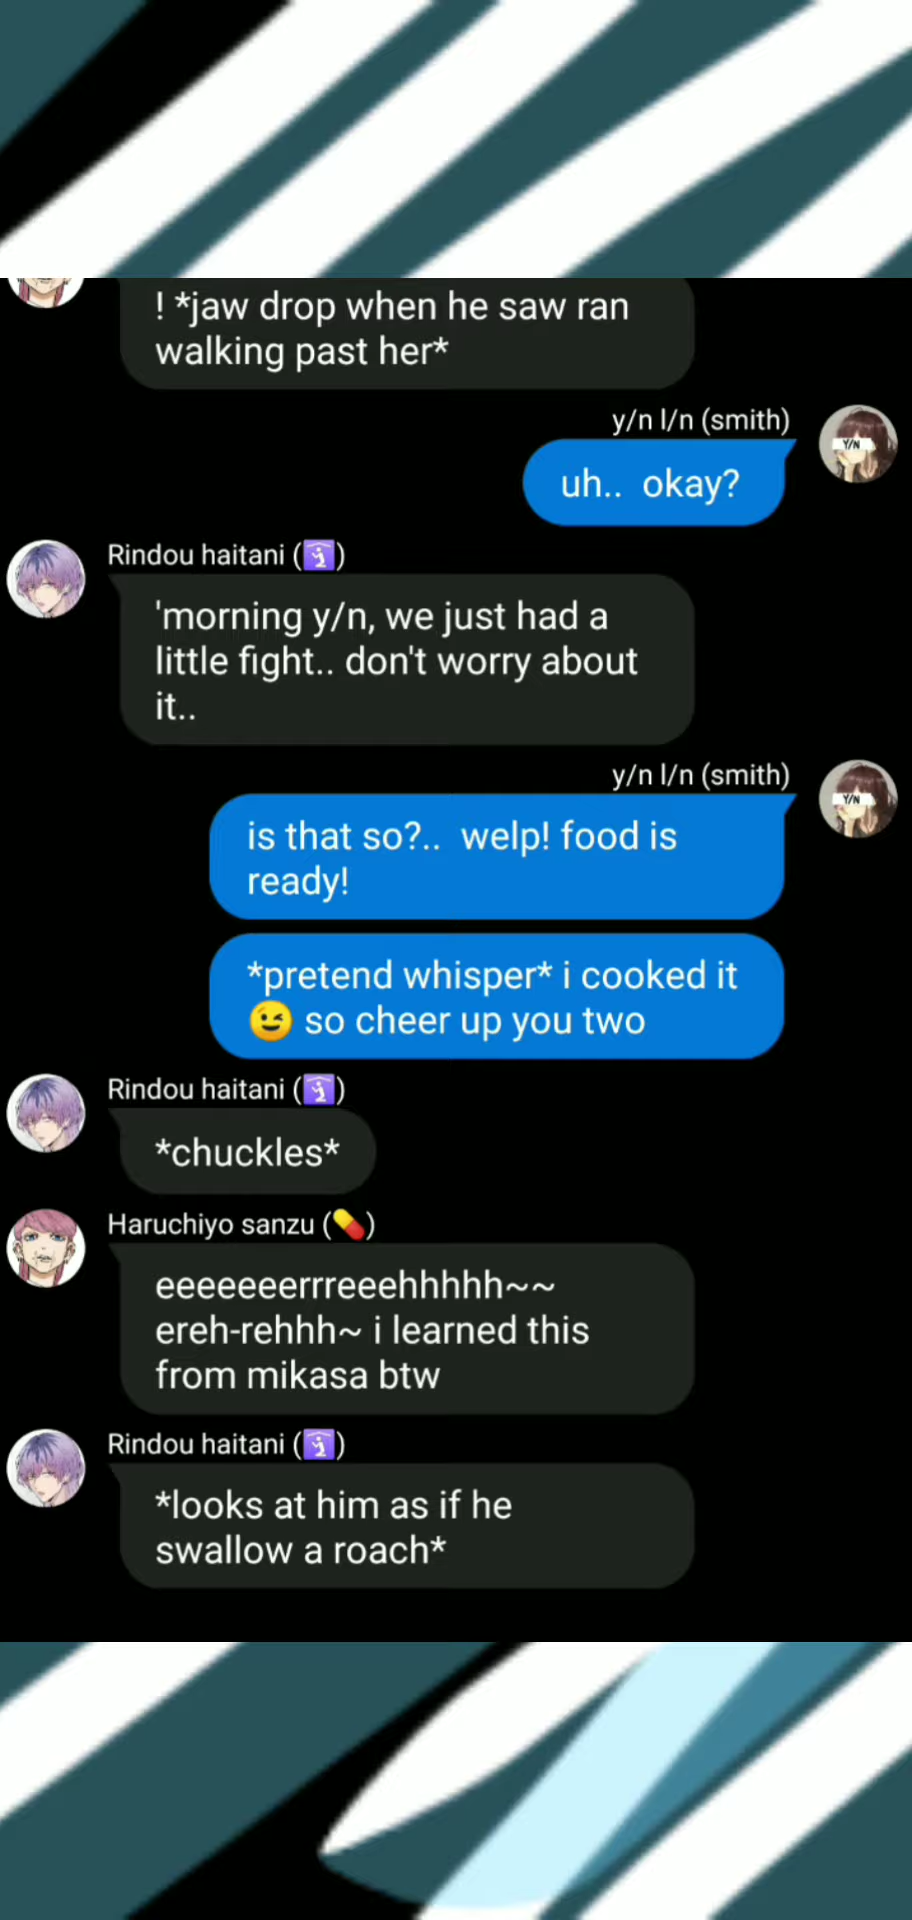 ! *jaw drop when he saw ran
walking past her*
y/n l/n (smith)
Y/N
uh..  okay?
Rindou haitani (🛐)
'morning y/n, we just had a
little fight.. don't worry about
it..
y/n l/n (smith)
Y/N
is that so?..  welp! food is
ready!
*pretend whisper* i cooked it
😉 so cheer up you two
Rindou haitani (🛐)
*chuckles*
Haruchiyo sanzu (💊)
eeeeeeerrreeehhhhh~~
ereh-rehhh~ i learned this
from mikasa btw
Rindou haitani (🛐)
*looks at him as if he
swallow a roach*